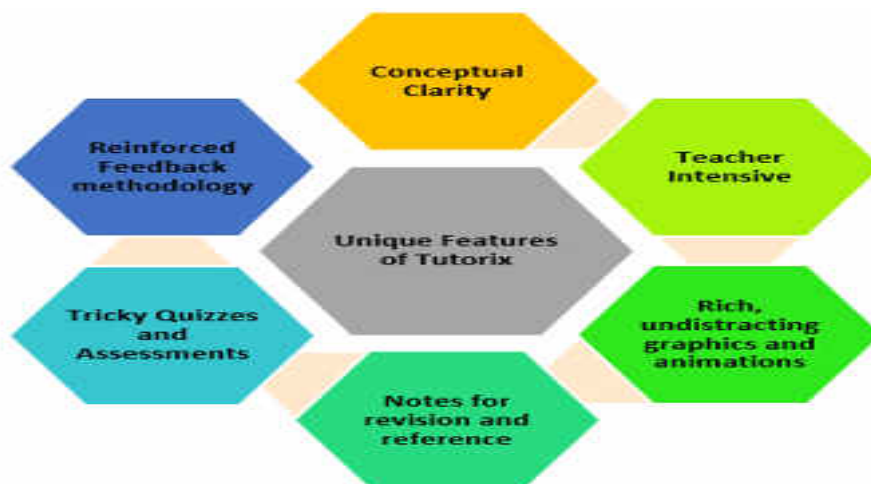 Conceptual
Clarity
Teacher
Intensive
Rich,
undistracting
graphics and
animations
Notes for
revision and
reference
Tricky Quizzes
and
Assessments
Reinforced
Feedback
methodology
Unique Features
of Tutorix